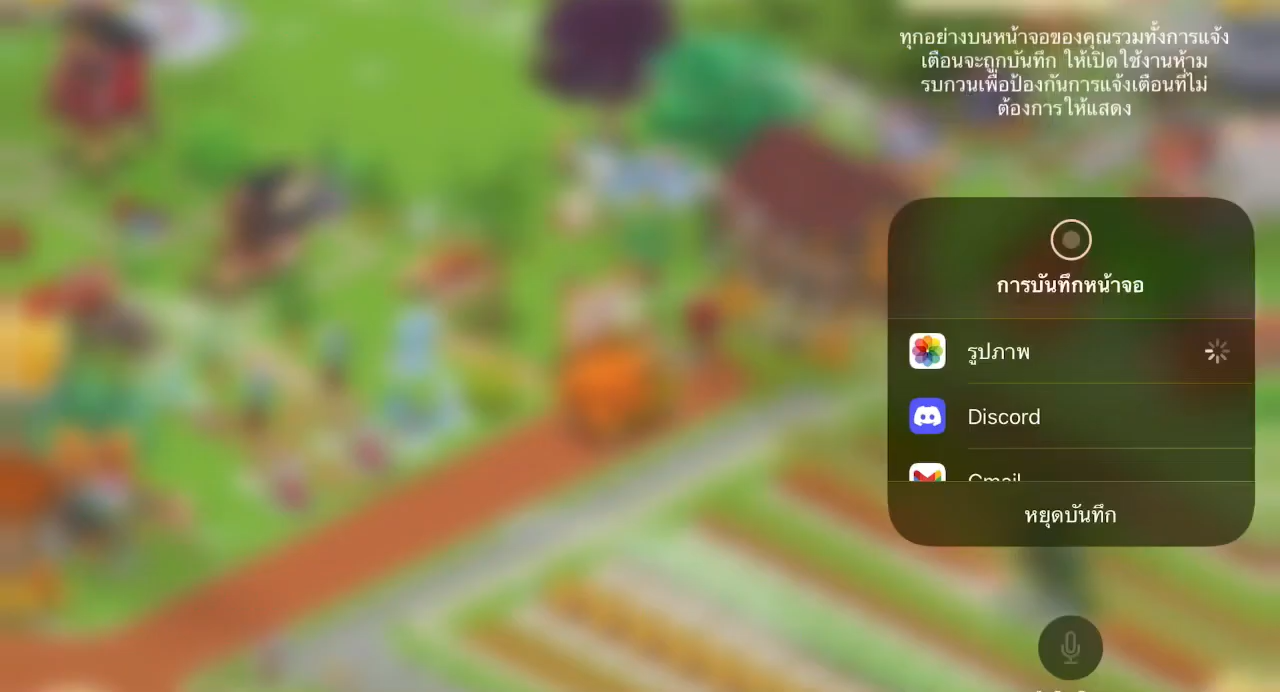 ทุกอย่างบนหน้าจอของคุณรวมทั้งการแจ้ง
เตือนจะถูกบันทึก ให้เปิดใช้งานห้าม
รบกวนเพื่อป้องกันการแจ้งเตือนที่ไม่
ต้องการให้แสดง
การบันทึกหน้าจอ
รูปภาพ
Discord
Gmail
หยุดบันทึก